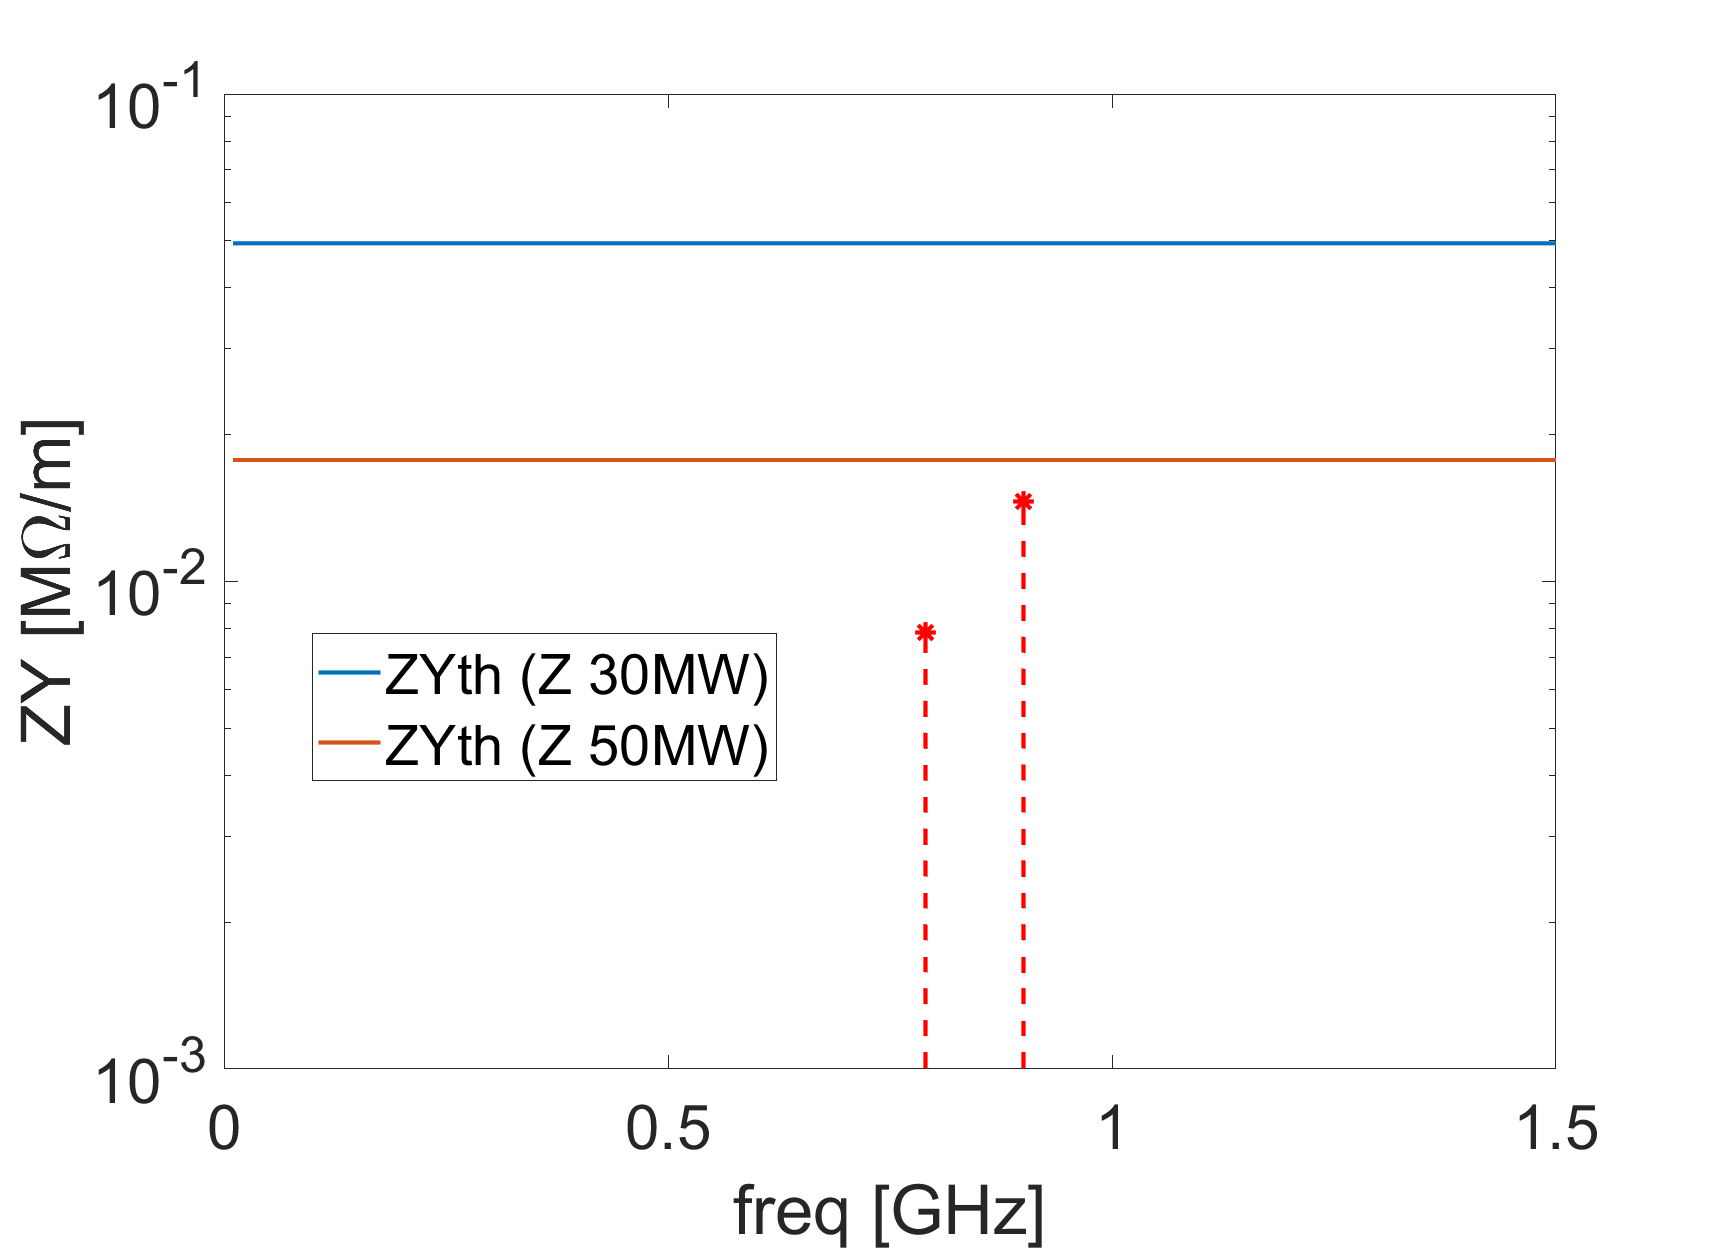 10^-1
10^-2
10^-3
ZY [MΩ/m]
ZYth (Z 30MW)
ZYth (Z 50MW)
0 0.5 1 1.5
freq [GHz]